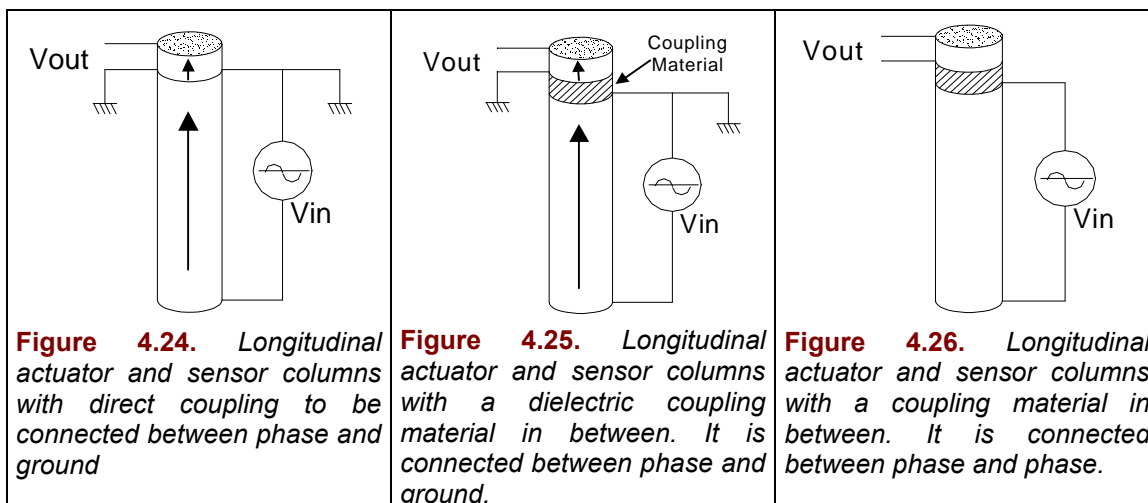 Vout
Vin
Figure 4.24. Longitudinal
actuator and sensor columns
with direct coupling to be
connected between phase and
ground
Vout
Coupling
Material
Vin
Figure 4.25. Longitudinal
actuator and sensor columns
with a dielectric coupling
material in between. It is
connected between phase and
ground.
Vout
Vin
Figure 4.26. Longitudinal
actuator and sensor columns
with a coupling material in
between. It is connected
between phase and phase.